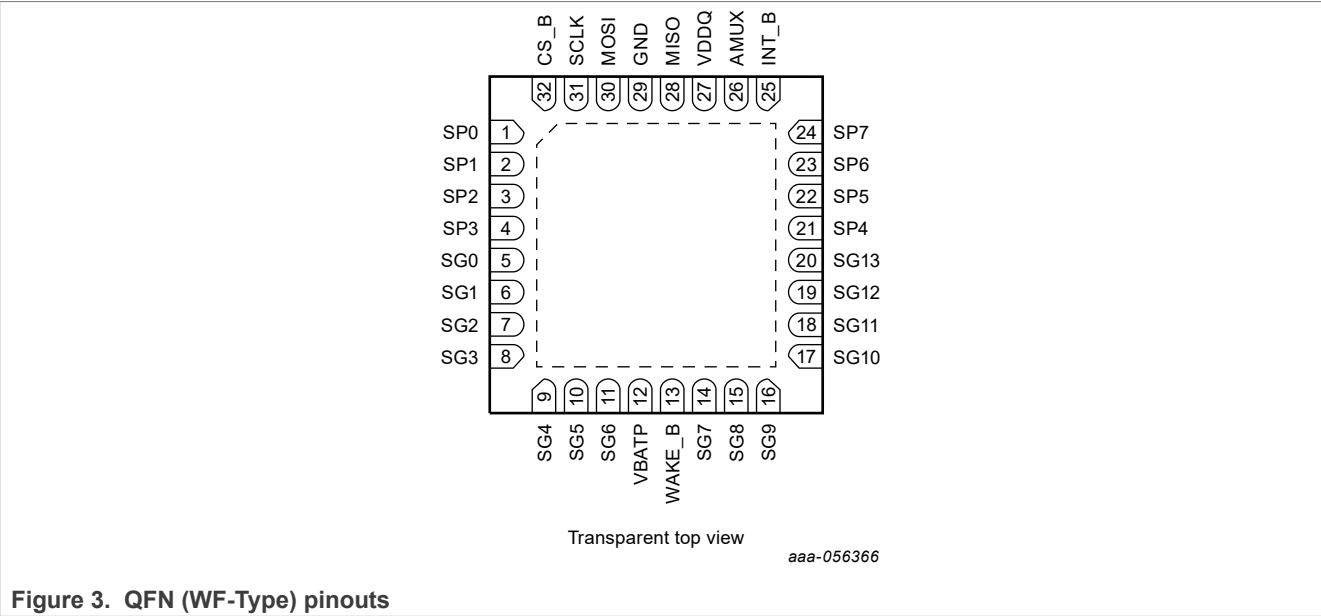 CS_B
SCLK
MOSI
GND
MISO
VDDQ
AMUX
INT_B
32
31
30
29
28
27
26
25
SP0 1
SP1 2
SP2 3
SP3 4
SG0 5
SG1 6
SG2 7
SG3 8
24 SP7
23 SP6
22 SP5
21 SP4
20 SG13
19 SG12
18 SG11
17 SG10
9
10
11
12
13
14
15
16
SG4
SG5
SG6
VBATP
WAKE_B
SG7
SG8
SG9
Transparent top view
aaa-056366
Figure 3. QFN (WF-Type) pinouts